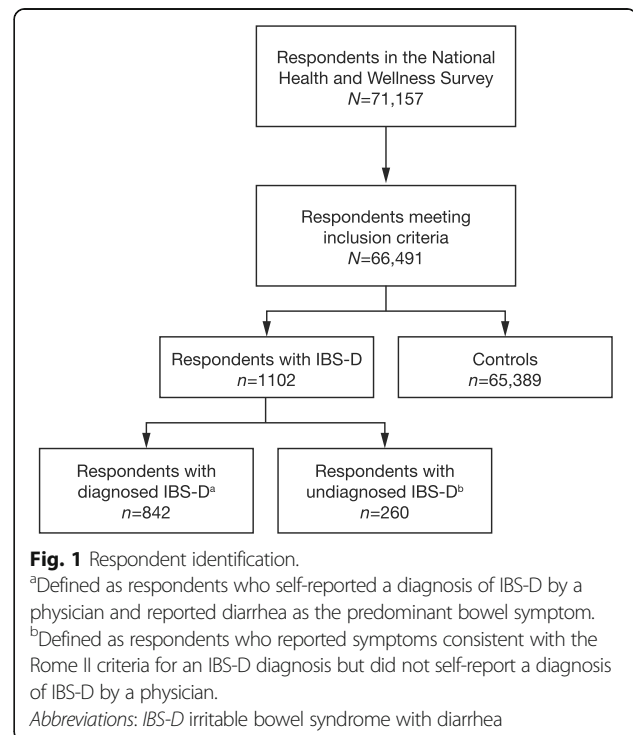 Respondents in the National
Health and Wellness Survey
N=71,157
Respondents meeting
inclusion criteria
N=66,491
Respondents with IBS-D
n=1102
Controls
n=65,389
Respondents with
diagnosed IBS-Dᵃ
n=842
Respondents with
undiagnosed IBS-Dᵇ
n=260
Fig. 1 Respondent identification.
ᵃDefined as respondents who self-reported a diagnosis of IBS-D by a
physician and reported diarrhea as the predominant bowel symptom.
ᵇDefined as respondents who reported symptoms consistent with the
Rome II criteria for an IBS-D diagnosis but did not self-report a diagnosis
of IBS-D by a physician.
Abbreviations: IBS-D irritable bowel syndrome with diarrhea